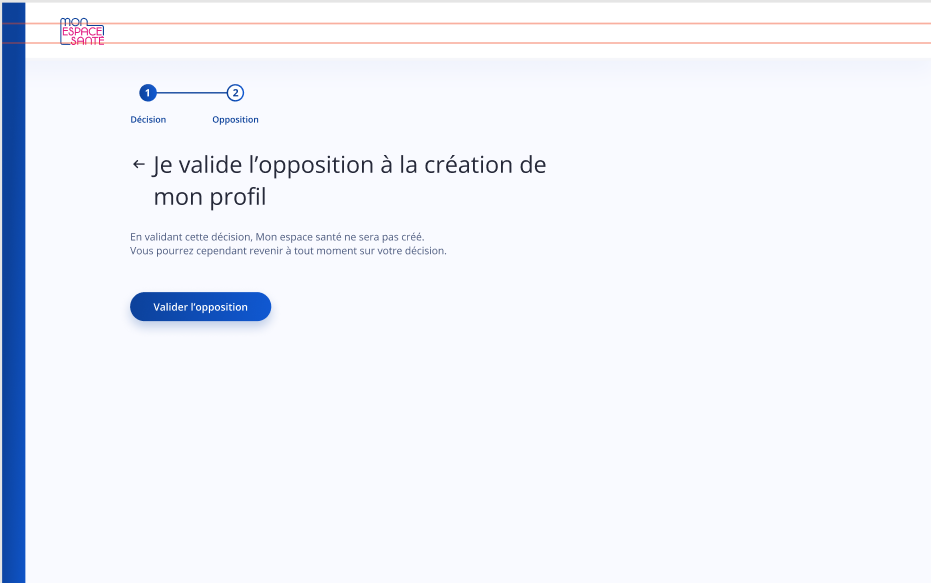 mon
ESPACE
SANTÉ
1
2
Décision
Opposition
← Je valide l’opposition à la création de
mon profil
En validant cette décision, Mon espace santé ne sera pas créé.
Vous pourrez cependant revenir à tout moment sur votre décision.
Valider l’opposition